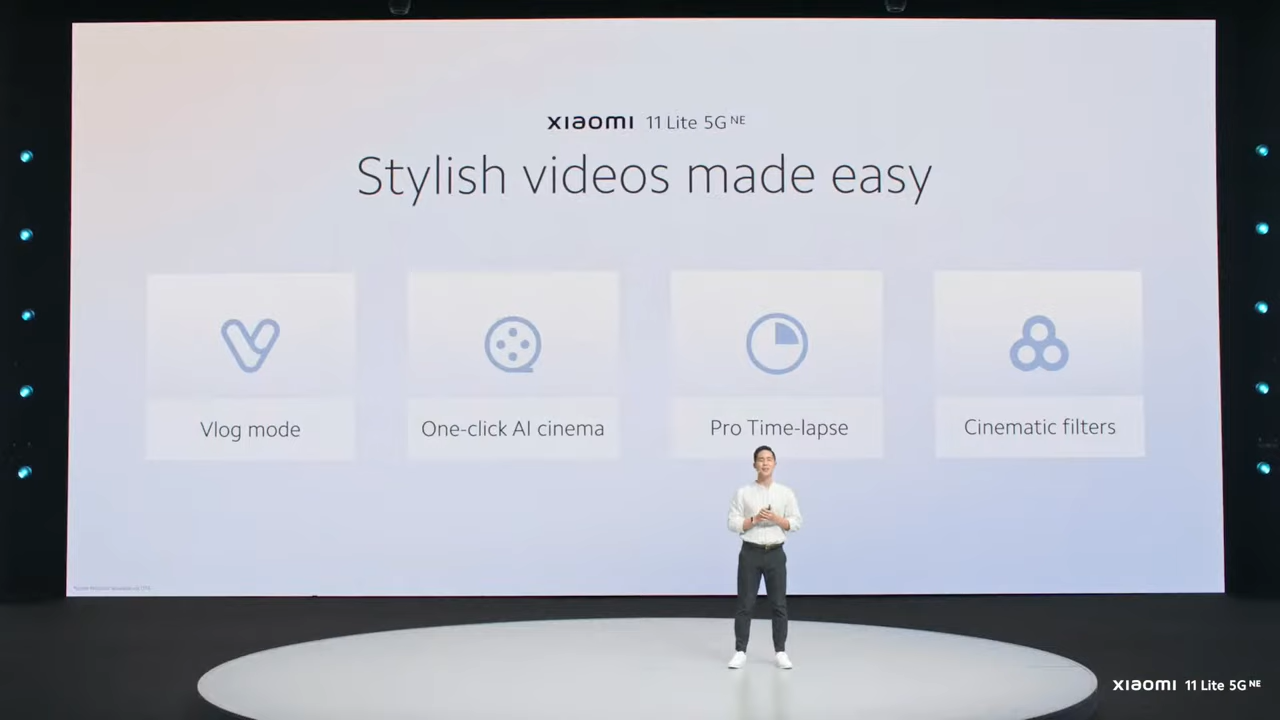 xiaomi 11 Lite 5G NE
Stylish videos made easy
Vlog mode
One-click AI cinema
Pro Time-lapse
Cinematic filters
xiaomi 11 Lite 5G NE